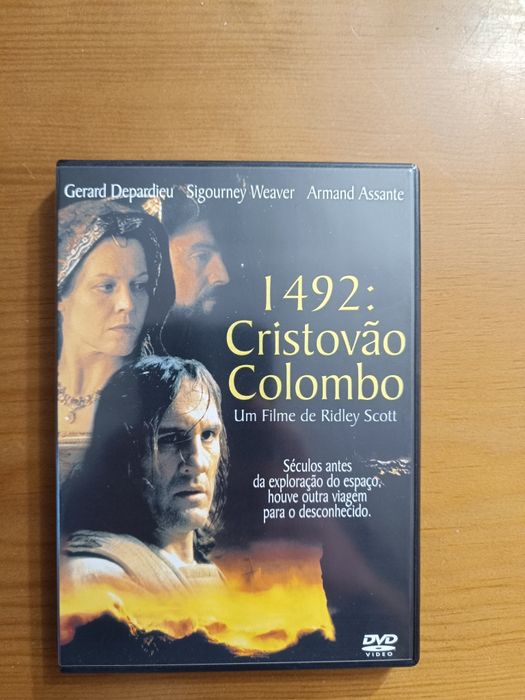 Gerard Depardieu Sigourney Weaver Armand Assante
1492:
Cristovão
Colombo
Um Filme de Ridley Scott
Séculos antes
da exploração do espaço,
houve outra viagem
para o desconhecido.
DVD
VIDEO